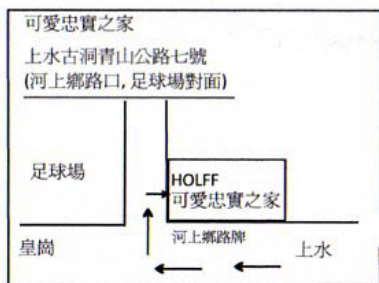 可愛忠實之家
上水古洞青山公路七號
(河上鄉路口, 足球場對面)
足球場
HOLFF
可愛忠實之家
河上鄉路牌
皇崗
上水